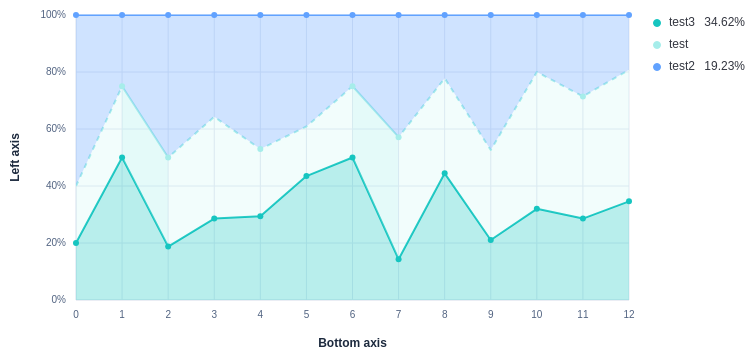 100%
80%
60%
40%
20%
0%
Left axis
0 1 2 3 4 5 6 7 8 9 10 11 12
Bottom axis
test3 34.62%
test
test2 19.23%